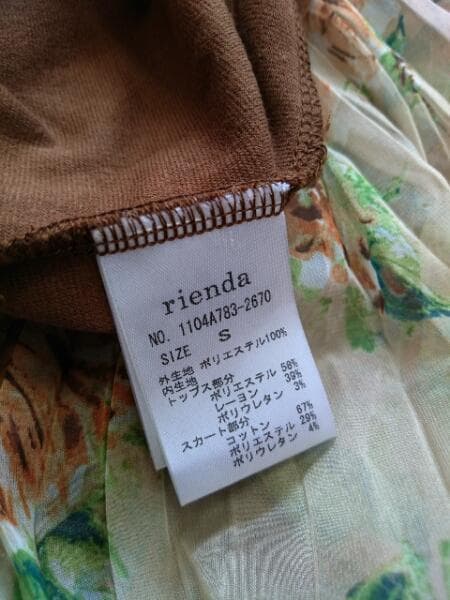 rienda
NO. 1104A783-2670
SIZE S
外生地 ポリエステル100%
内生地
トップス部分
ポリエステル 58%
レーヨン 39%
ポリウレタン 3%
スカート部分
コットン 67%
ポリエステル 29%
ポリウレタン 4%